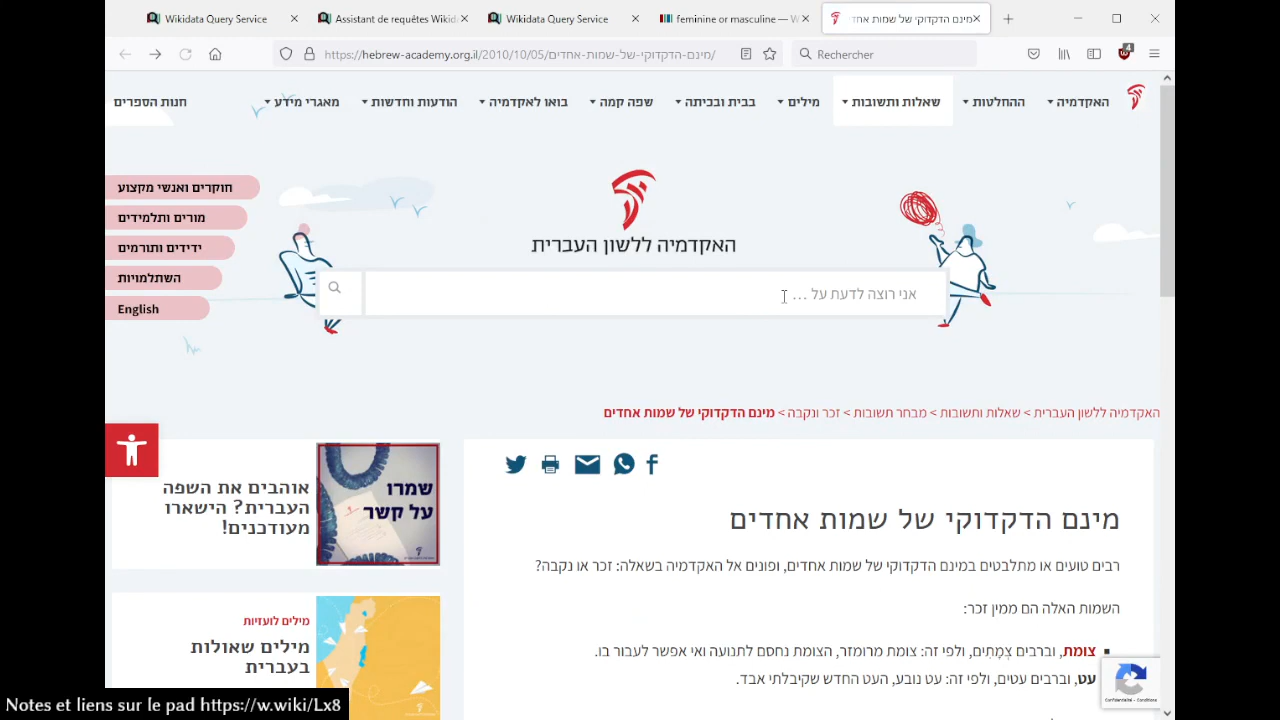 Wikidata Query Service
Assistant de requêtes Wikid
Wikidata Query Service
feminine or masculine — W
מינם הדקדוקי של שמות אחד
https://hebrew-academy.org.il/2010/10/05/מינם-הדקדוקי-של-שמות-אחדים/
Rechercher
4
האקדמיה
ההחלטות
שאלות ותשובות
מילים
בבית ובכיתה
שפה קמה
בואו לאקדמיה
הודעות וחדשות
מאגרי מידע
חנות הספרים
חוקרים ואנשי מקצוע
מורים ותלמידים
ידידים ותורמים
השתלמויות
English
האקדמיה ללשון העברית
אני רוצה לדעת על ...
האקדמיה ללשון העברית > שאלות ותשובות > מבחר תשובות > זכר ונקבה > מינם הדקדוקי של שמות אחדים
מינם הדקדוקי של שמות אחדים
רבים טועים או מתלבטים במינם הדקדוקי של שמות אחדים, ופונים אל האקדמיה בשאלה: זכר או נקבה?
השמות האלה הם ממין זכר:
צומת, וברבים צְמָתִים, ולפי זה: צומת מרומזר, הצומת נחסם לתנועה ואי אפשר לעבור בו.
עט, וברבים עטים, ולפי זה: עט נובע, העט החדש שקיבלתי אבד.
שמרו
על קשר
אוהבים את השפה
העברית? הישארו
מעודכנים!
מילים לועזיות
מילים שאולות
בעברית
Confidentialité - Conditions
Notes et liens sur le pad https://w.wiki/Lx8